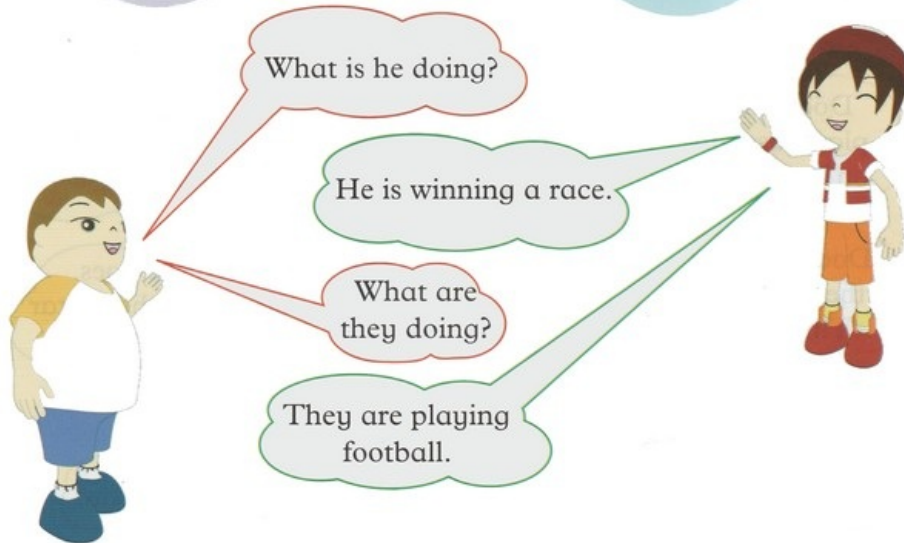 What is he doing?
He is winning a race.
What are
they doing?
They are playing
football.